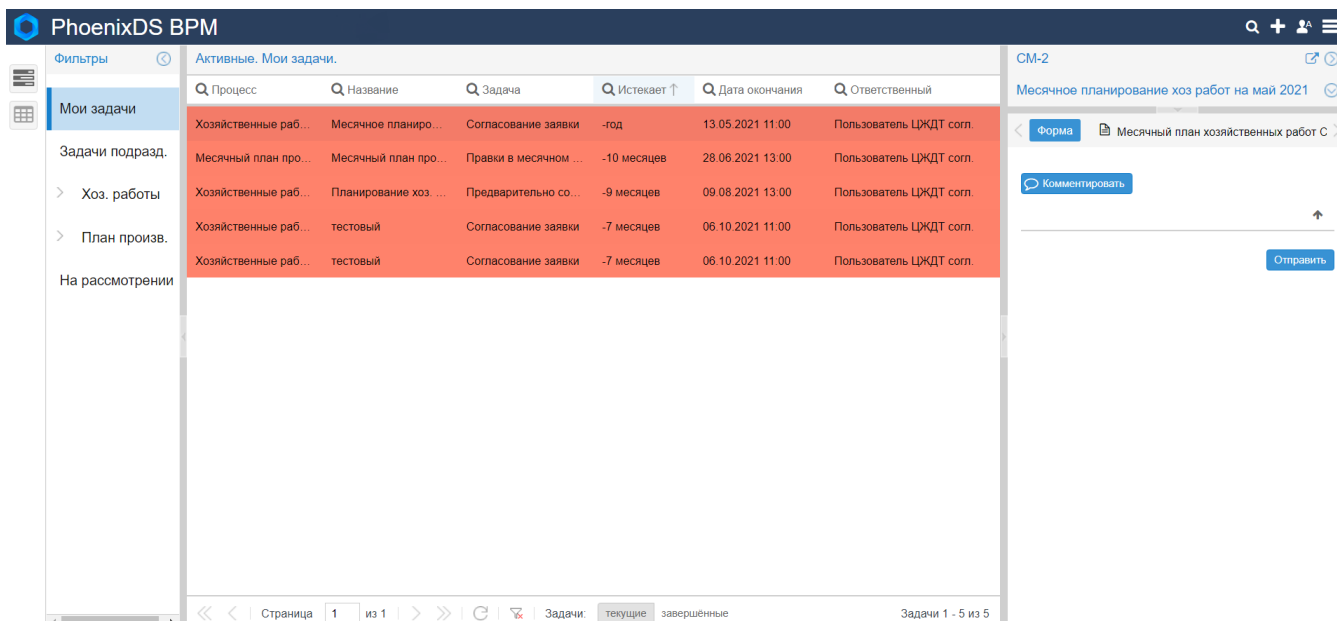 PhoenixDS BPM
Фильтры
Мои задачи
Задачи подразд.
Хоз. работы
План произв.
На рассмотрении
Активные. Мои задачи.
Процесс Название Задача Истекает Дата окончания Ответственный
Хозяйственные раб... Месячное планиро... Согласование заявки -год 13.05.2021 11:00 Пользователь ЦЖДТ согл.
Месячный план про... Месячный план про... Правки в месячном ... -10 месяцев 28.06.2021 13:00 Пользователь ЦЖДТ согл.
Хозяйственные раб... Планирование хоз. ... Предварительно со... -9 месяцев 09.08.2021 13:00 Пользователь ЦЖДТ согл.
Хозяйственные раб... тестовый Согласование заявки -7 месяцев 06.10.2021 11:00 Пользователь ЦЖДТ согл.
Хозяйственные раб... тестовый Согласование заявки -7 месяцев 06.10.2021 11:00 Пользователь ЦЖДТ согл.
Страница 1 из 1 Задачи: текущие завершённые Задачи 1 - 5 из 5
СМ-2
Месячное планирование хоз работ на май 2021
Форма Месячный план хозяйственных работ С
Комментировать
Отправить